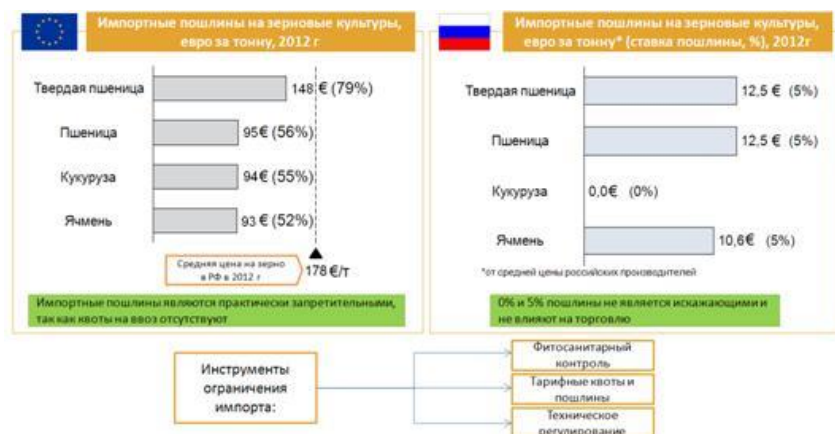 Импортные пошлины на зерновые культуры,
евро за тонну, 2012 г
Твердая пшеница
148 € (79%)
Пшеница
95€ (56%)
Кукуруза
94€ (55%)
Ячмень
93 € (52%)
Средняя цена на зерно
в РФ в 2012 г
178 €/т
Импортные пошлины являются практически запретительными,
так как квоты на ввоз отсутствуют
Импортные пошлины на зерновые культуры,
евро за тонну* (ставка пошлины, %), 2012г
Твердая пшеница
12,5 € (5%)
Пшеница
12,5 € (5%)
Кукуруза
0,0€ (0%)
Ячмень
10,6€ (5%)
*от средней цены российских производителей
0% и 5% пошлины не является искажающими и
не влияют на торговлю
Инструменты
ограничения
импорта:
Фитосанитарный
контроль
Тарифные квоты и
пошлины
Техническое
регулирование